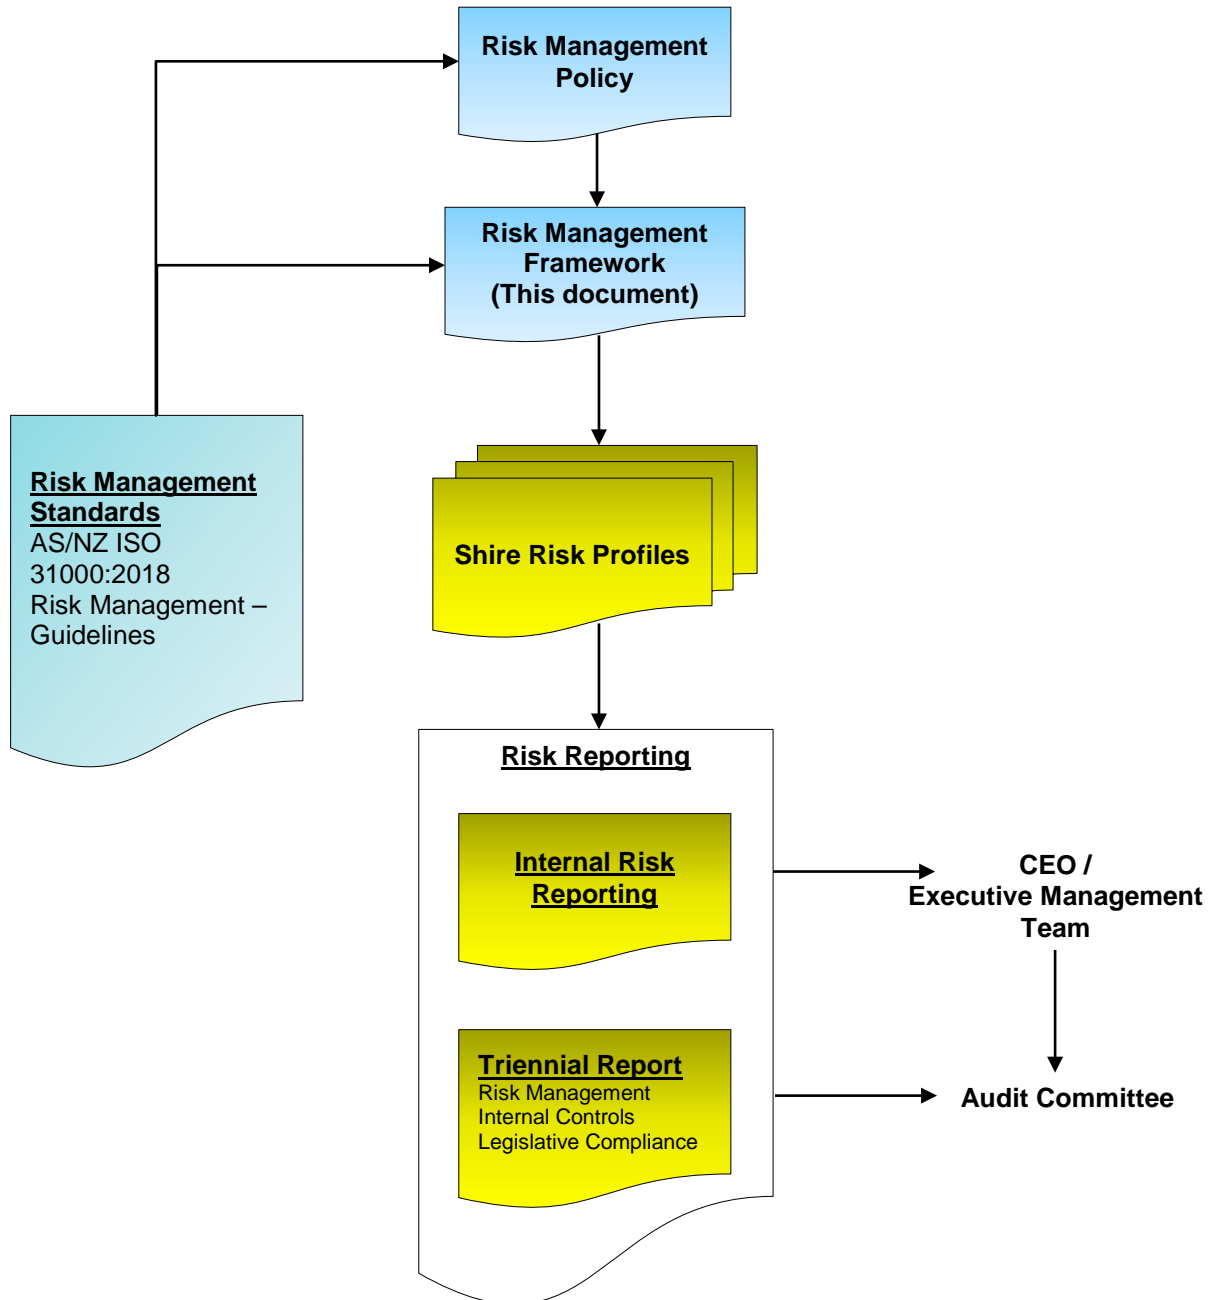 Risk Management
Policy
Risk Management
Framework
(This document)
Risk Management
Standards
AS/NZ ISO
31000:2018
Risk Management –
Guidelines
Shire Risk Profiles
Risk Reporting
Internal Risk
Reporting
CEO /
Executive Management
Team
Triennial Report
Risk Management
Internal Controls
Legislative Compliance
Audit Committee